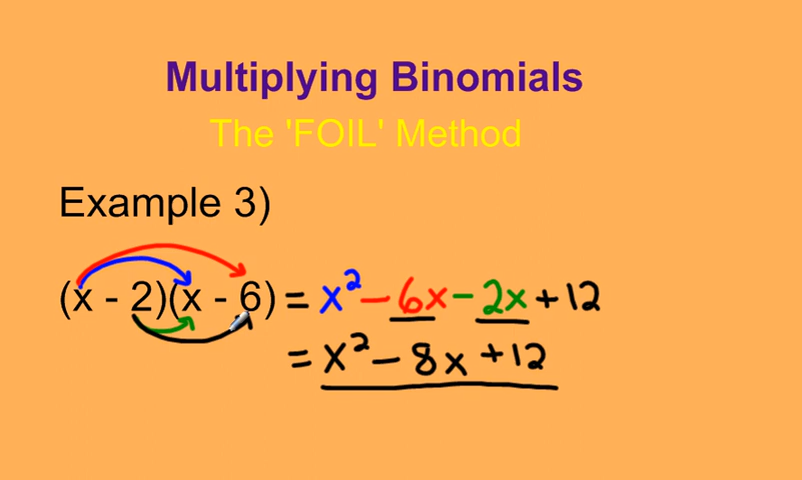 Multiplying Binomials
The 'FOIL' Method
Example 3)
(x - 2)(x - 6) = x² - 6x - 2x + 12
= x² - 8x + 12